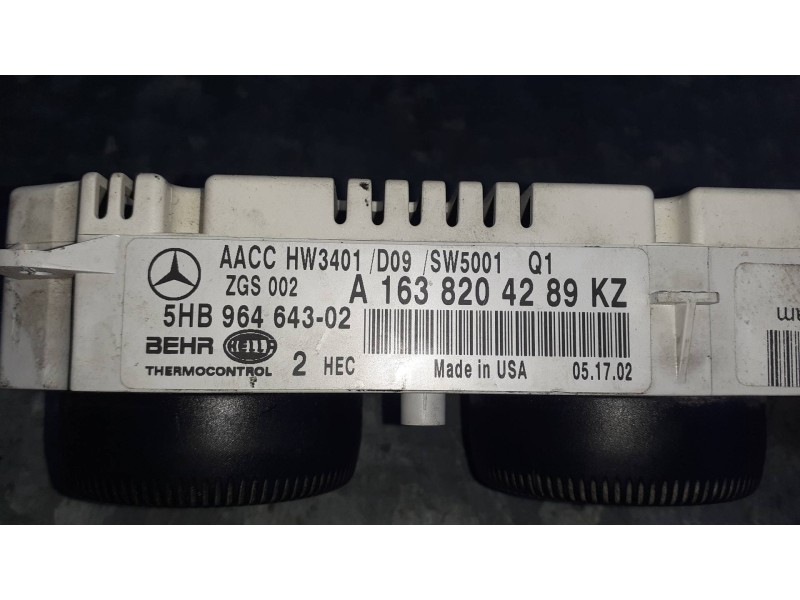 AACC HW3401 /D09 /SW5001 Q1
ZGS 002 A 163 820 42 89 KZ
5HB 964 643-02
BEHR HELLA
THERMOCONTROL 2 HEC Made in USA 05.17.02